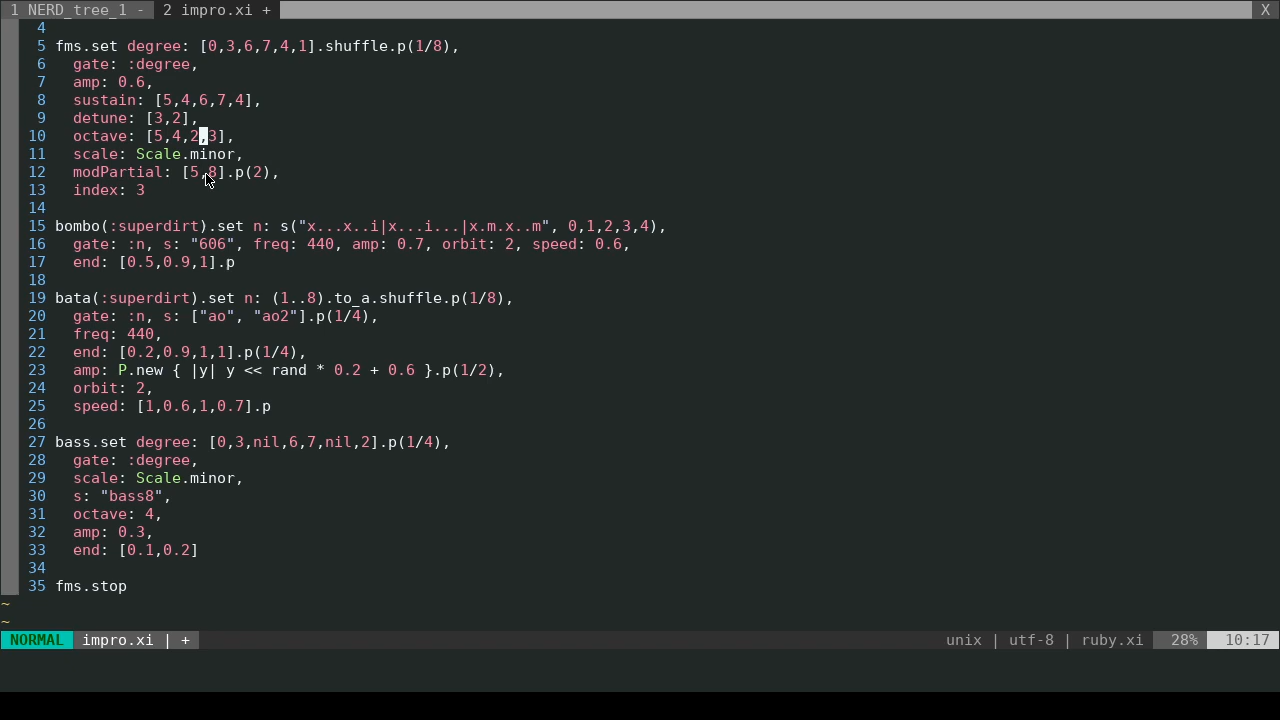 1 NERD_tree_1 - 2 impro.xi + X
4
5 fms.set degree: [0,3,6,7,4,1].shuffle.p(1/8),
6   gate: :degree,
7   amp: 0.6,
8   sustain: [5,4,6,7,4],
9   detune: [3,2],
10   octave: [5,4,2,3],
11   scale: Scale.minor,
12   modPartial: [5,8].p(2),
13   index: 3
14
15 bombo(:superdirt).set n: s("x...x..i|x...i...|x.m.x..m", 0,1,2,3,4),
16   gate: :n, s: "606", freq: 440, amp: 0.7, orbit: 2, speed: 0.6,
17   end: [0.5,0.9,1].p
18
19 bata(:superdirt).set n: (1..8).to_a.shuffle.p(1/8),
20   gate: :n, s: ["ao", "ao2"].p(1/4),
21   freq: 440,
22   end: [0.2,0.9,1,1].p(1/4),
23   amp: P.new { |y| y << rand * 0.2 + 0.6 }.p(1/2),
24   orbit: 2,
25   speed: [1,0.6,1,0.7].p
26
27 bass.set degree: [0,3,nil,6,7,nil,2].p(1/4),
28   gate: :degree,
29   scale: Scale.minor,
30   s: "bass8",
31   octave: 4,
32   amp: 0.3,
33   end: [0.1,0.2]
34
35 fms.stop
~
~
NORMAL impro.xi | + unix | utf-8 | ruby.xi 28% 10:17